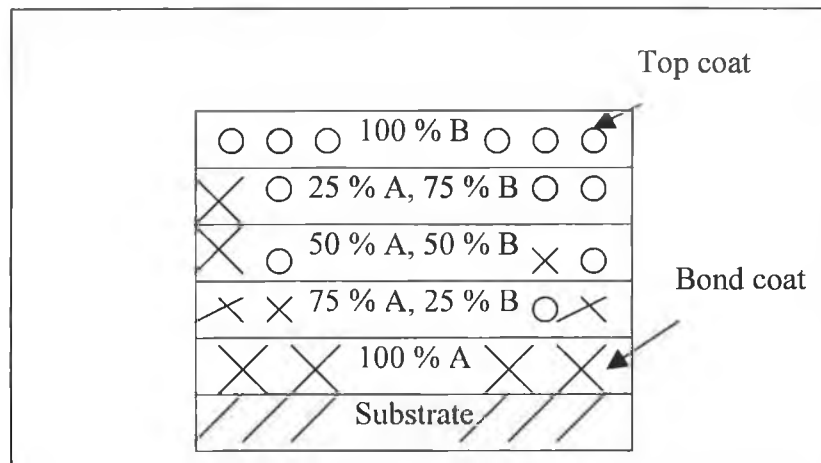 Top coat
100 % B
25 % A, 75 % B
50 % A, 50 % B
75 % A, 25 % B
Bond coat
100 % A
Substrate